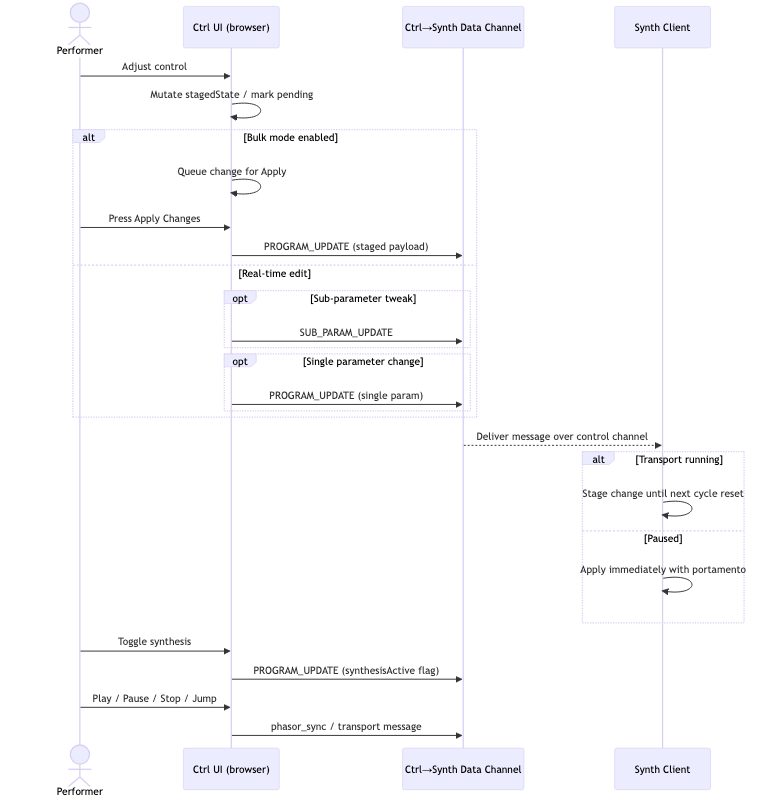 Ctrl UI (browser)
Ctrl→Synth Data Channel
Synth Client
Performer
Adjust control
Mutate stagedState / mark pending
alt
[Bulk mode enabled]
Queue change for Apply
Press Apply Changes
PROGRAM_UPDATE (staged payload)
[Real-time edit]
opt
[Sub-parameter tweak]
SUB_PARAM_UPDATE
opt
[Single parameter change]
PROGRAM_UPDATE (single param)
Deliver message over control channel
alt
[Transport running]
Stage change until next cycle reset
[Paused]
Apply immediately with portamento
Toggle synthesis
PROGRAM_UPDATE (synthesisActive flag)
Play / Pause / Stop / Jump
phasor_sync / transport message
Ctrl UI (browser)
Ctrl→Synth Data Channel
Synth Client
Performer